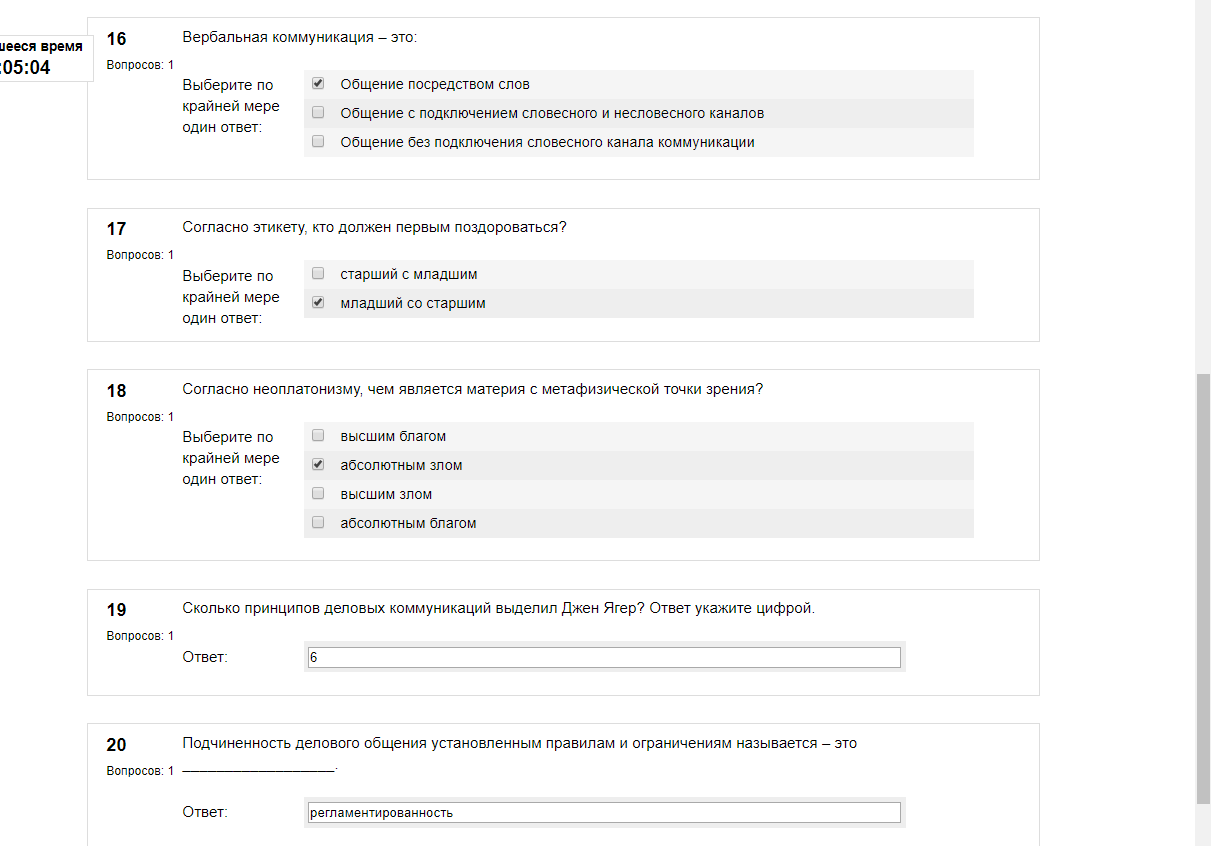 шееся время
:05:04
16
Вопросов: 1
Вербальная коммуникация – это:
Выберите по
крайней мере
один ответ:
Общение посредством слов
Общение с подключением словесного и несловесного каналов
Общение без подключения словесного канала коммуникации
17
Вопросов: 1
Согласно этикету, кто должен первым поздороваться?
Выберите по
крайней мере
один ответ:
старший с младшим
младший со старшим
18
Вопросов: 1
Согласно неоплатонизму, чем является материя с метафизической точки зрения?
Выберите по
крайней мере
один ответ:
высшим благом
абсолютным злом
высшим злом
абсолютным благом
19
Вопросов: 1
Сколько принципов деловых коммуникаций выделил Джен Ягер? Ответ укажите цифрой.
Ответ:
6
20
Вопросов: 1
Подчиненность делового общения установленным правилам и ограничениям называется – это
___________________.
Ответ:
регламентированность